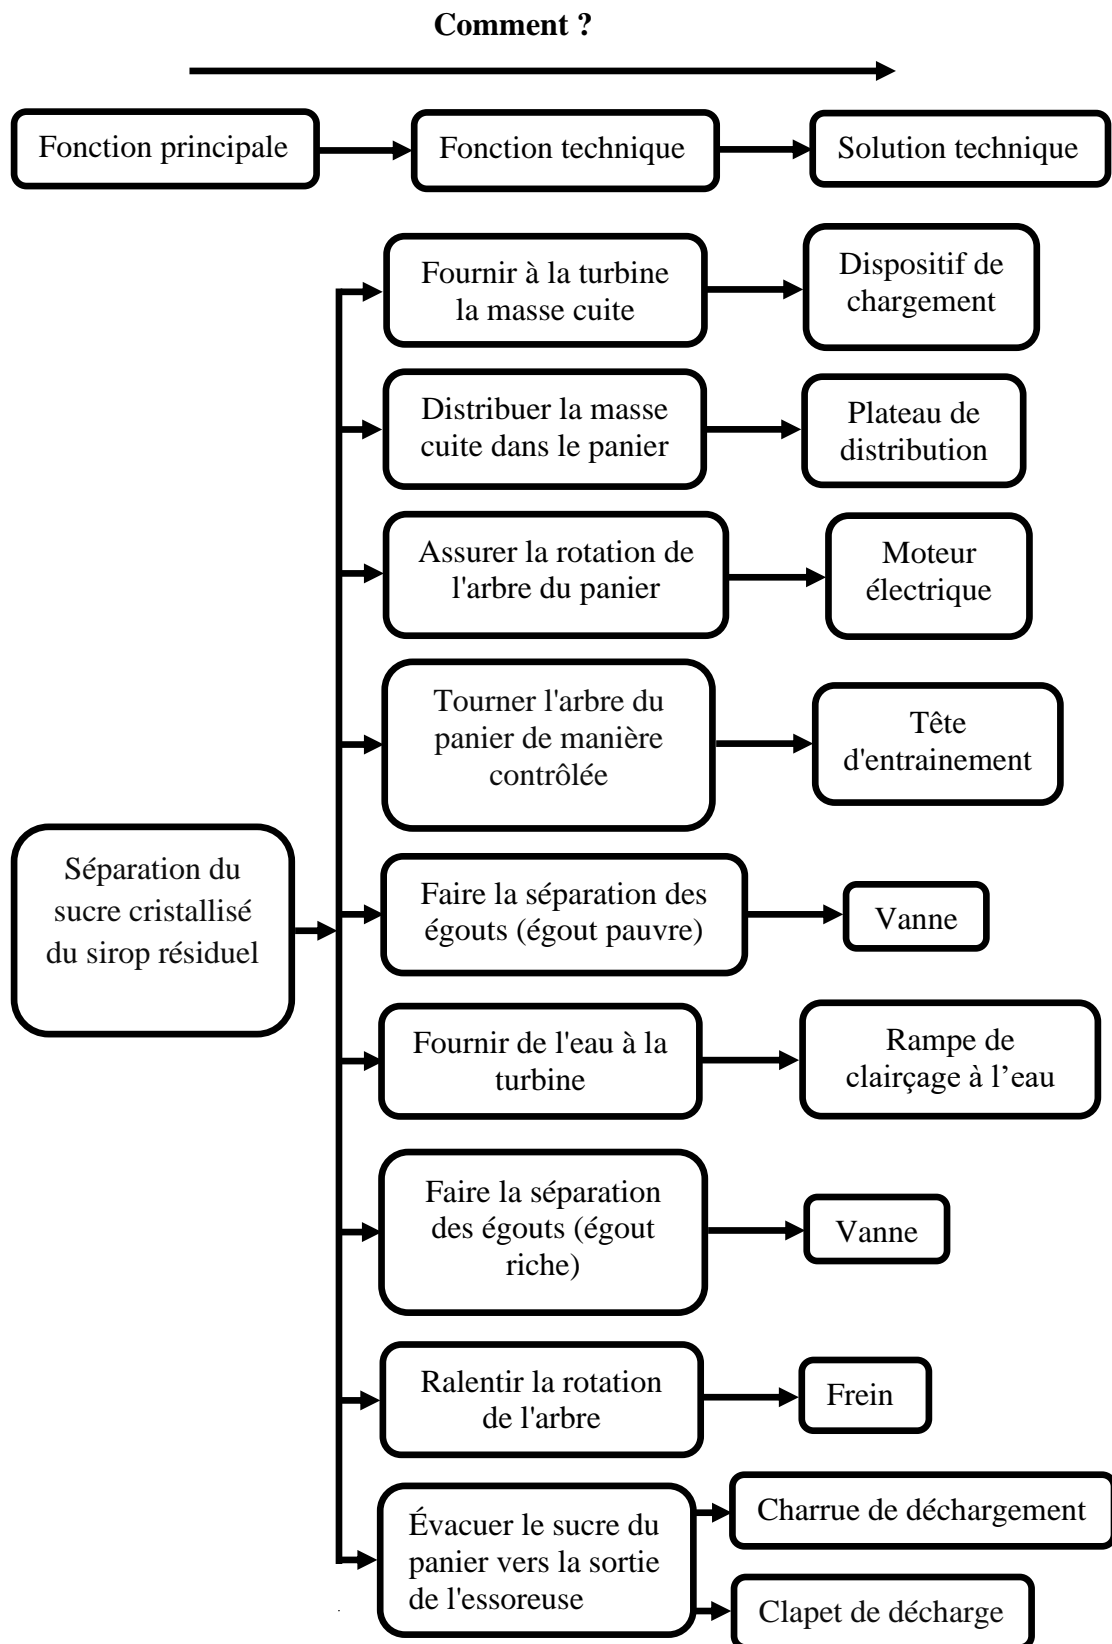 Comment ?
Fonction principale
Fonction technique
Solution technique
Fournir à la turbine
la masse cuite
Dispositif de
chargement
Distribuer la masse
cuite dans le panier
Plateau de
distribution
Assurer la rotation de
l'arbre du panier
Moteur
électrique
Tourner l'arbre du
panier de manière
contrôlée
Tête
d'entrainement
Séparation du
sucre cristallisé
du sirop résiduel
Faire la séparation des
égouts (égout pauvre)
Vanne
Fournir de l'eau à la
turbine
Rampe de
clairçage à l’eau
Faire la séparation
des égouts (égout
riche)
Vanne
Ralentir la rotation
de l'arbre
Frein
Évacuer le sucre du
panier vers la sortie
de l'essoreuse
Charrue de déchargement
Clapet de décharge